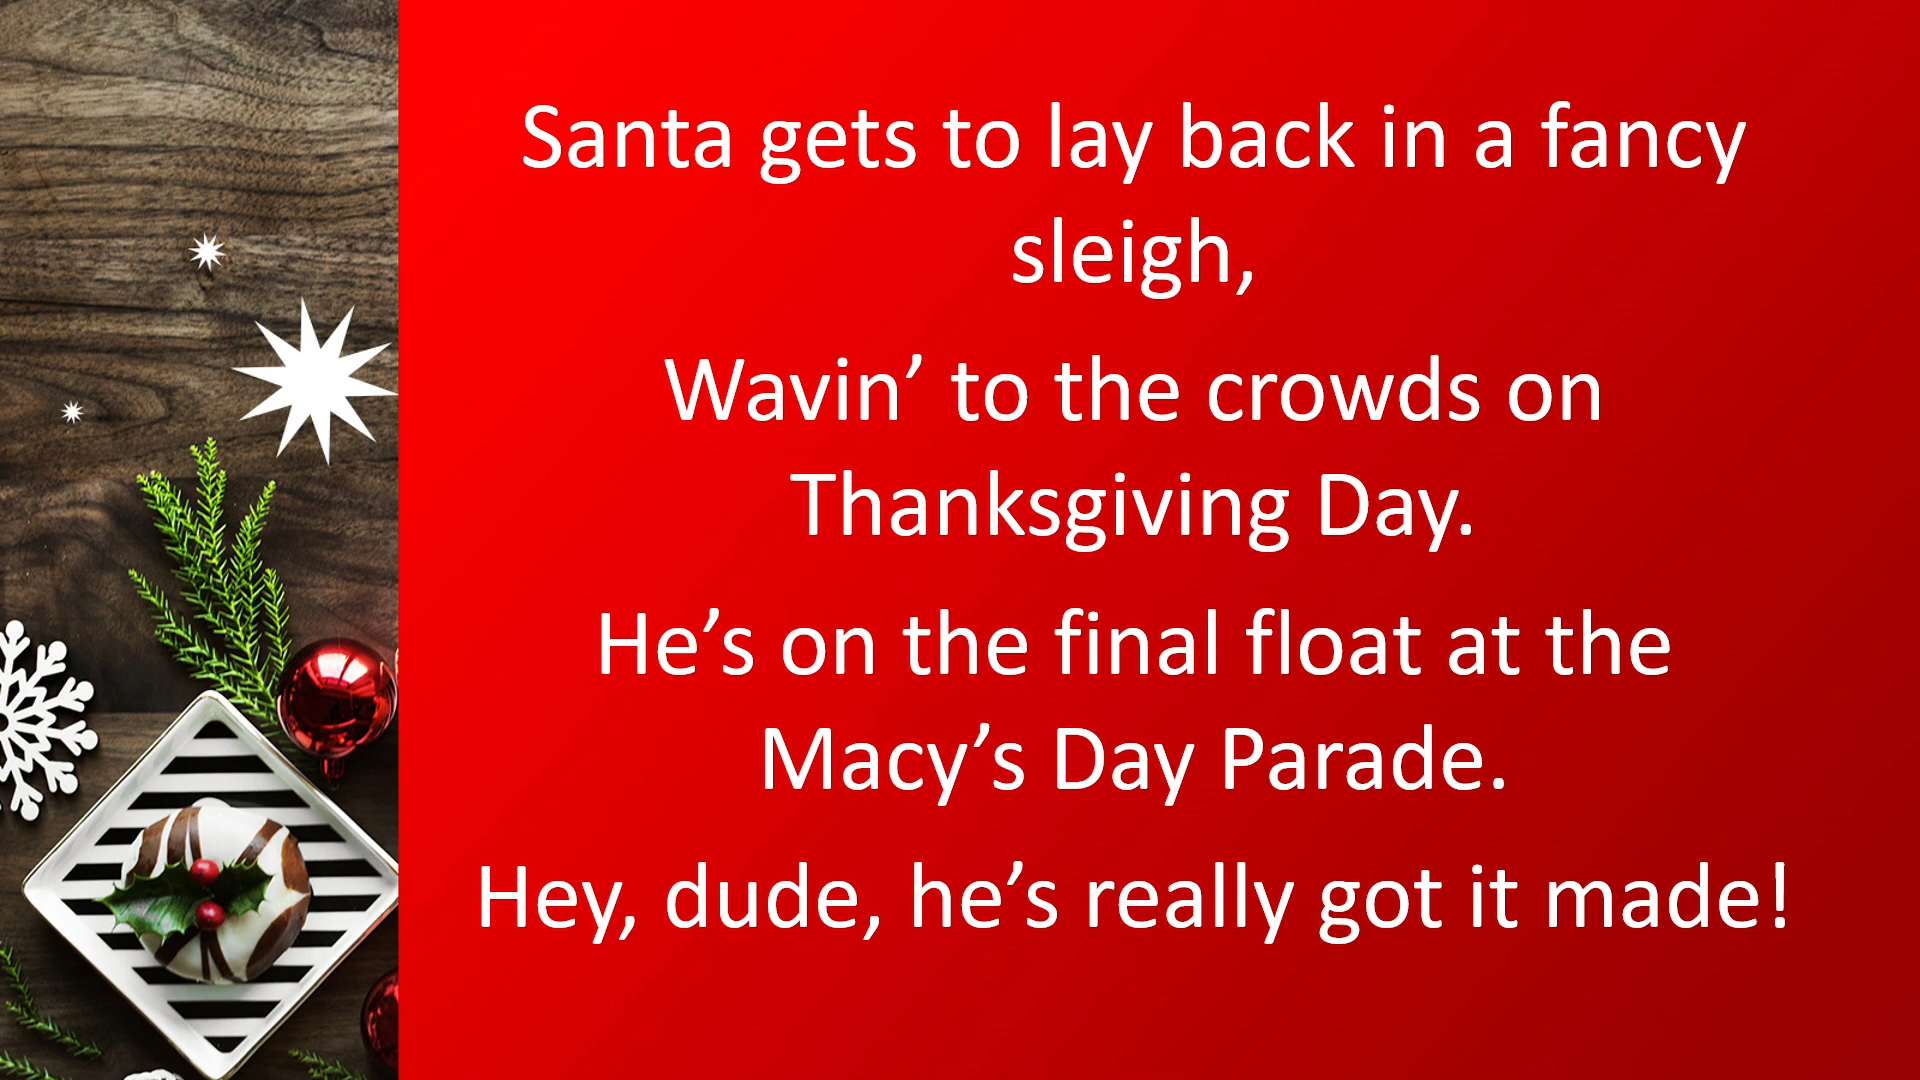 Santa gets to lay back in a fancy
sleigh,
Wavin’ to the crowds on
Thanksgiving Day.
He’s on the final float at the
Macy’s Day Parade.
Hey, dude, he’s really got it made!